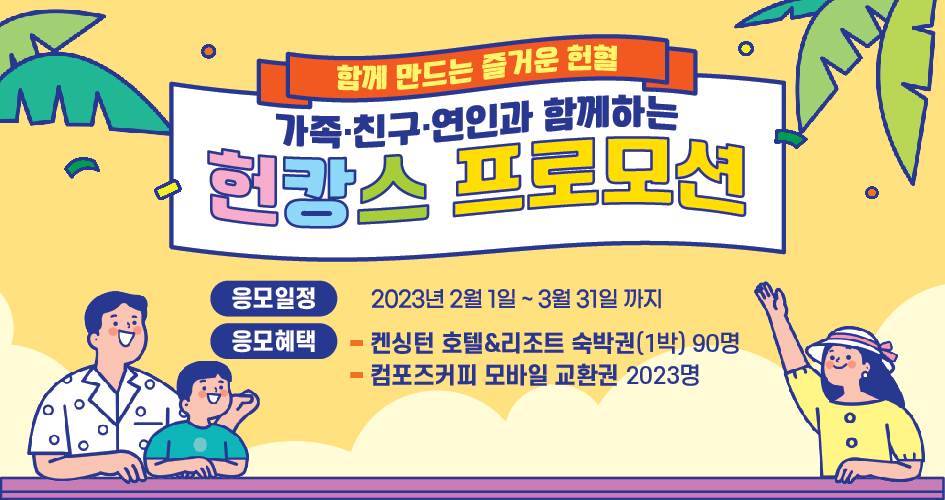 함께 만드는 즐거운 헌혈
가족·친구·연인과 함께하는
헌캉스 프로모션
응모일정 2023년 2월 1일 ~ 3월 31일 까지
응모혜택 - 켄싱턴 호텔&리조트 숙박권(1박) 90명
- 컴포즈커피 모바일 교환권 2023명